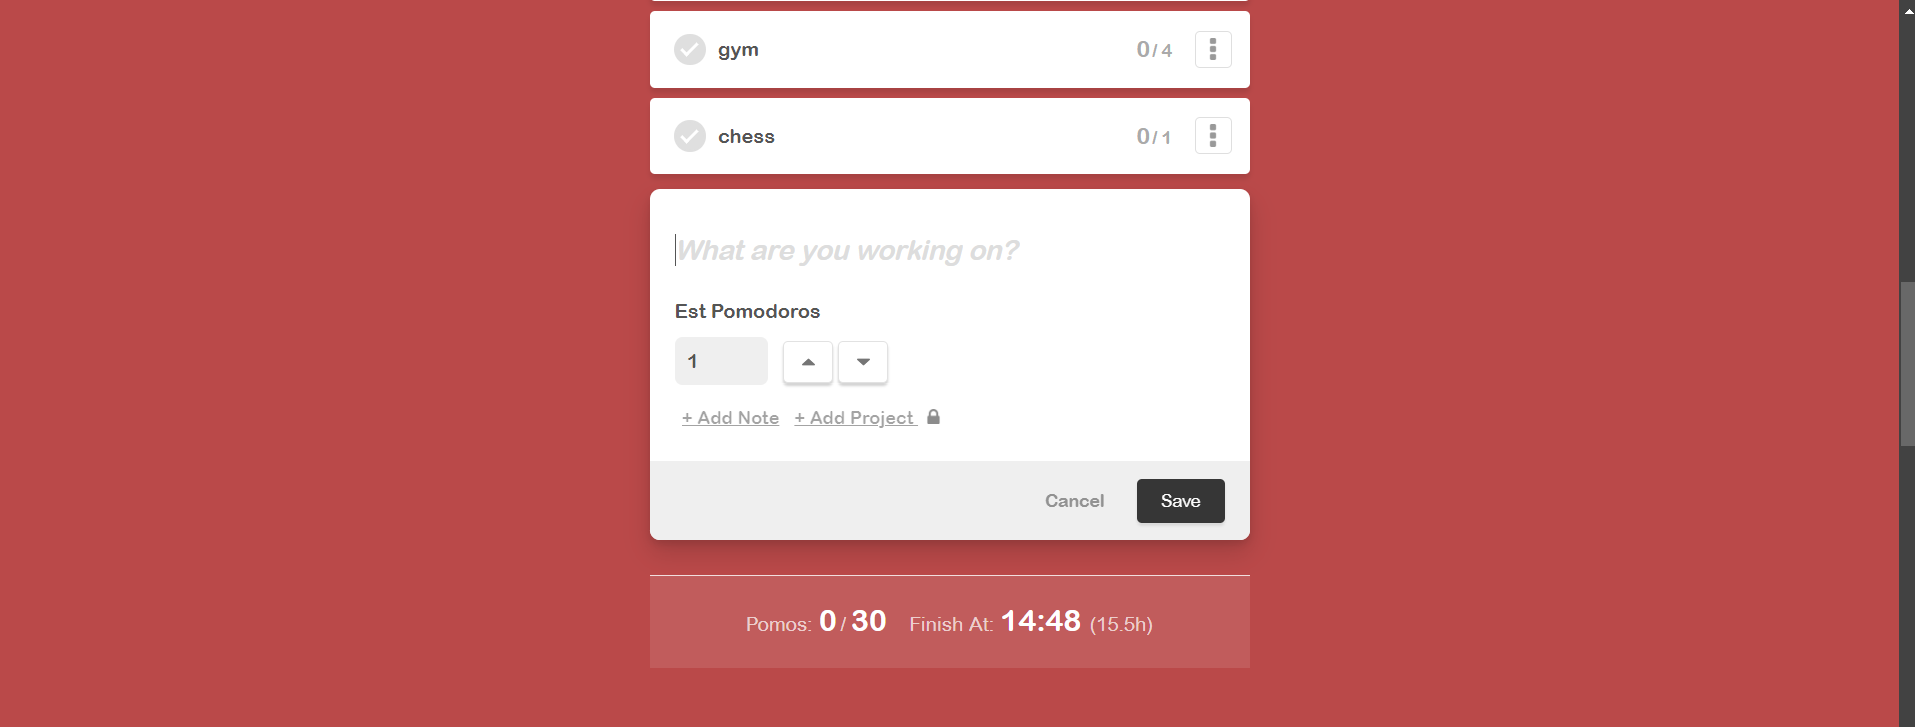 gym 0/4
chess 0/1
What are you working on?
Est Pomodoros
1
+ Add Note + Add Project
Cancel Save
Pomos: 0/30 Finish At: 14:48 (15.5h)